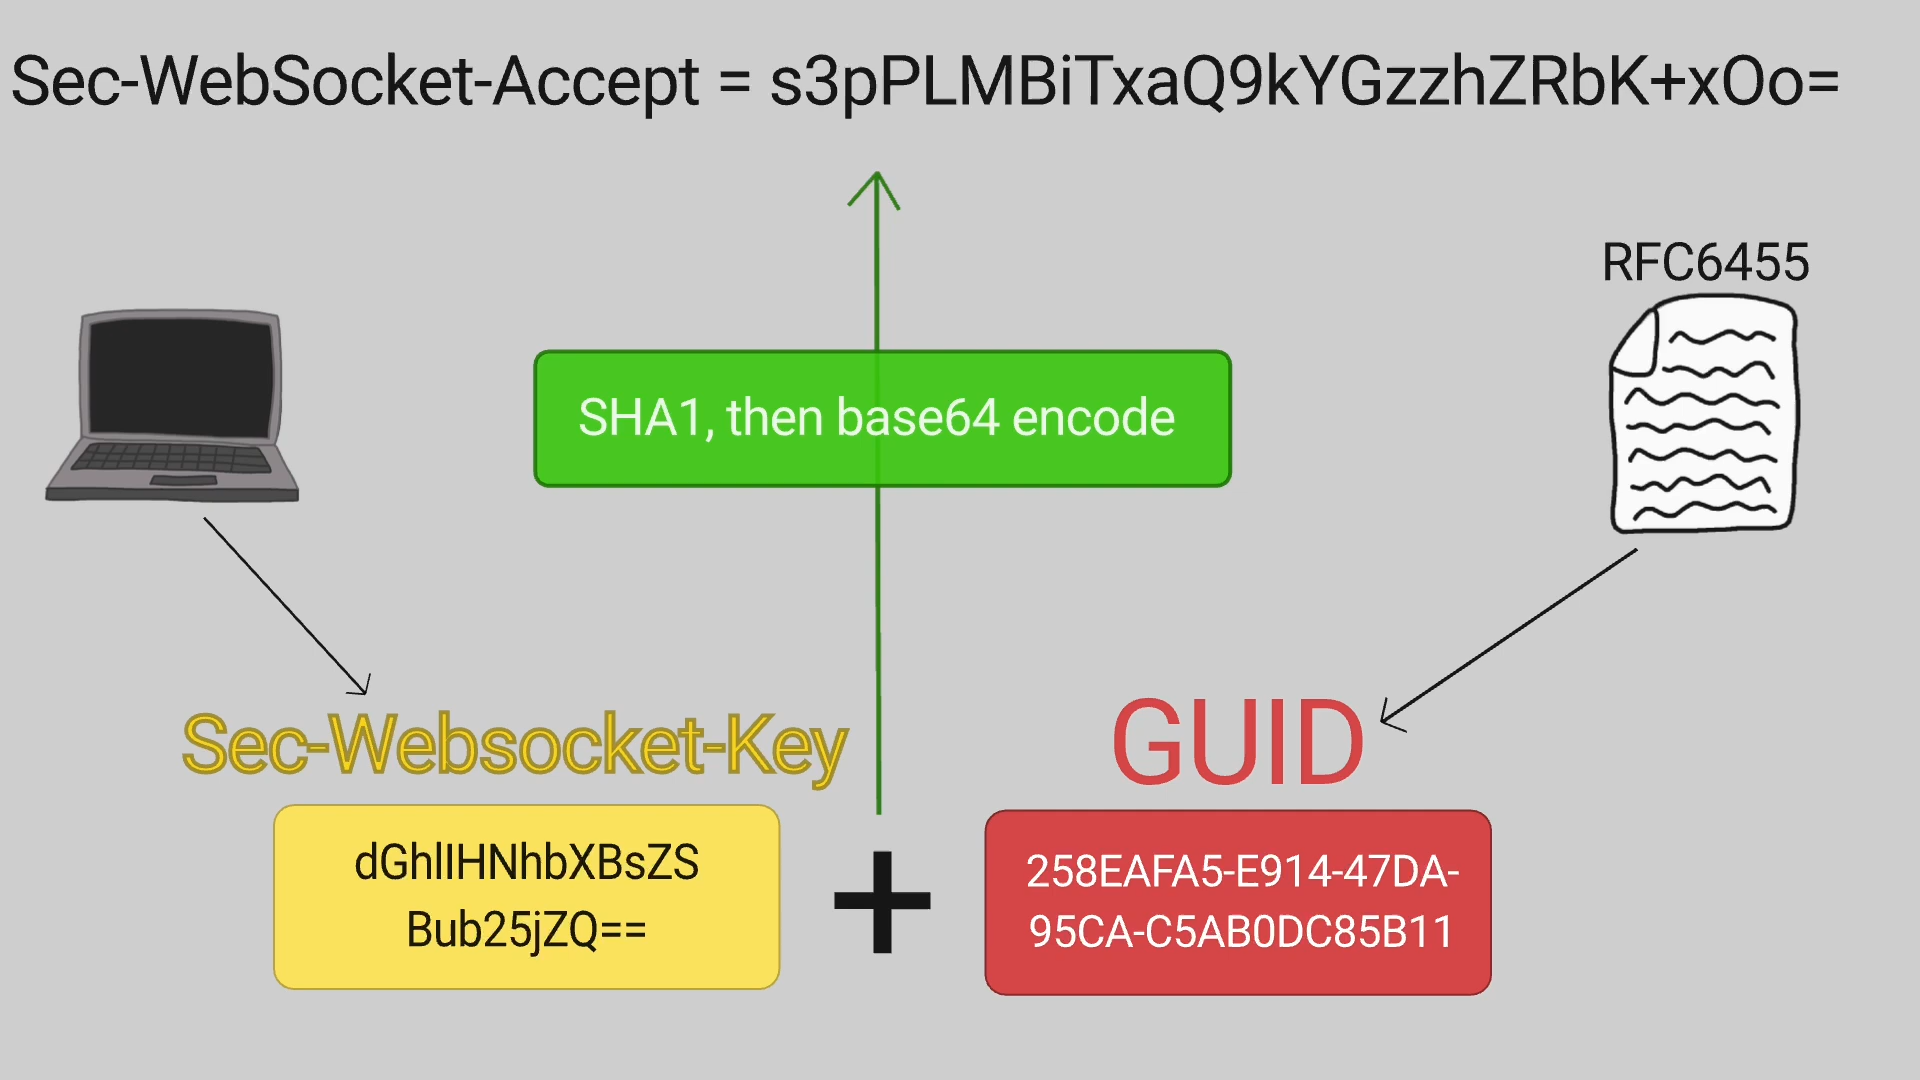 Sec-WebSocket-Accept = s3pPLMBiTxaQ9kYGzzhZRbK+xOo=
RFC6455
SHA1, then base64 encode
Sec-Websocket-Key
GUID
dGhlIHNhbXBsZS
Bub25jZQ==
+
258EAFA5-E914-47DA-
95CA-C5AB0DC85B11